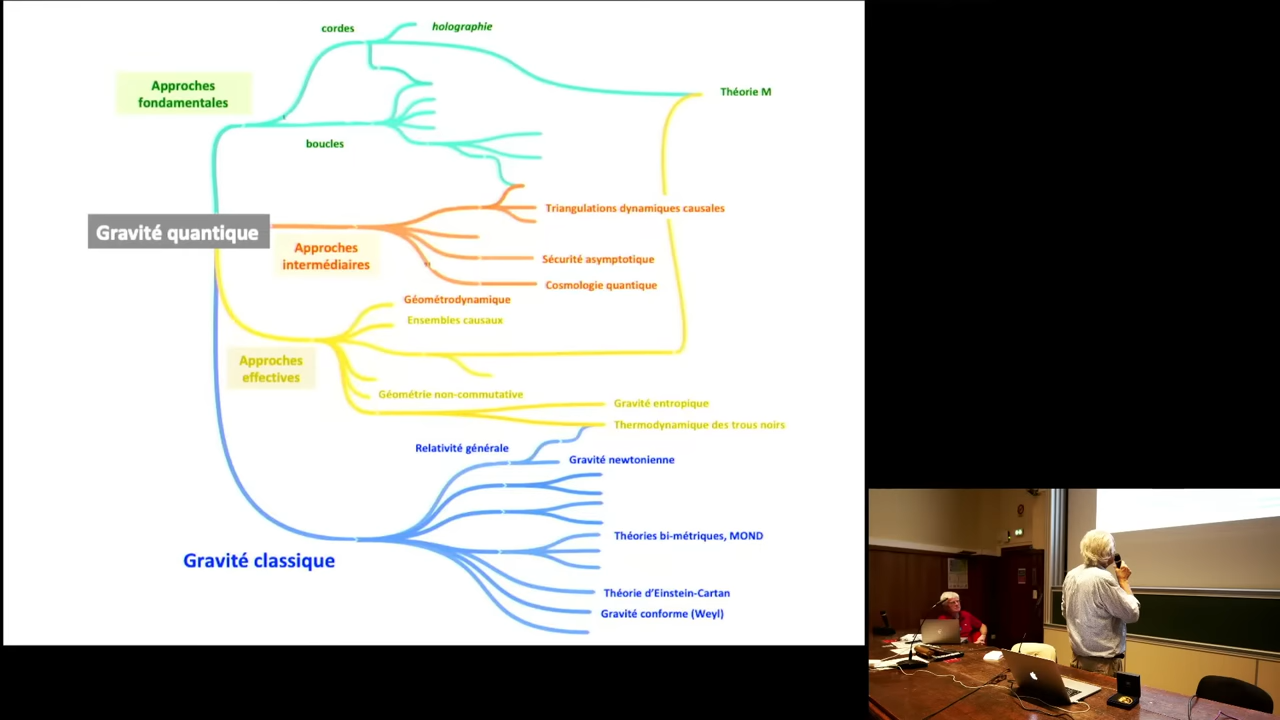 cordes
holographie
Approches
fondamentales
Théorie M
boucles
Triangulations dynamiques causales
Gravité quantique
Approches
intermédiaires
Sécurité asymptotique
Cosmologie quantique
Géométrodynamique
Ensembles causaux
Approches
effectives
Géométrie non-commutative
Gravité entropique
Thermodynamique des trous noirs
Relativité générale
Gravité newtonienne
Théories bi-métriques, MOND
Gravité classique
Théorie d'Einstein-Cartan
Gravité conforme (Weyl)